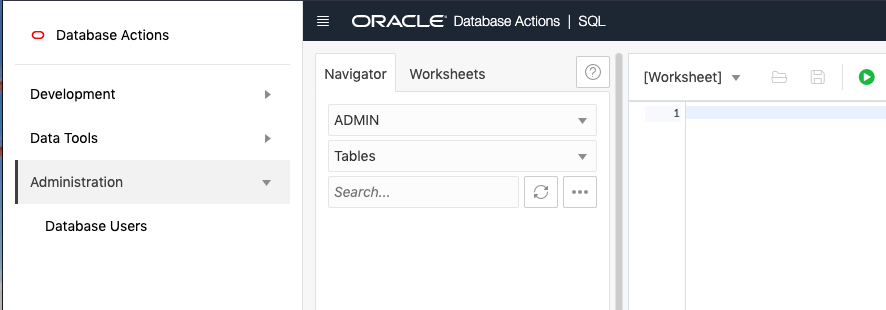 Database Actions
Development
Data Tools
Administration
Database Users
ORACLE Database Actions | SQL
Navigator
Worksheets
ADMIN
Tables
Search...
[Worksheet]
1